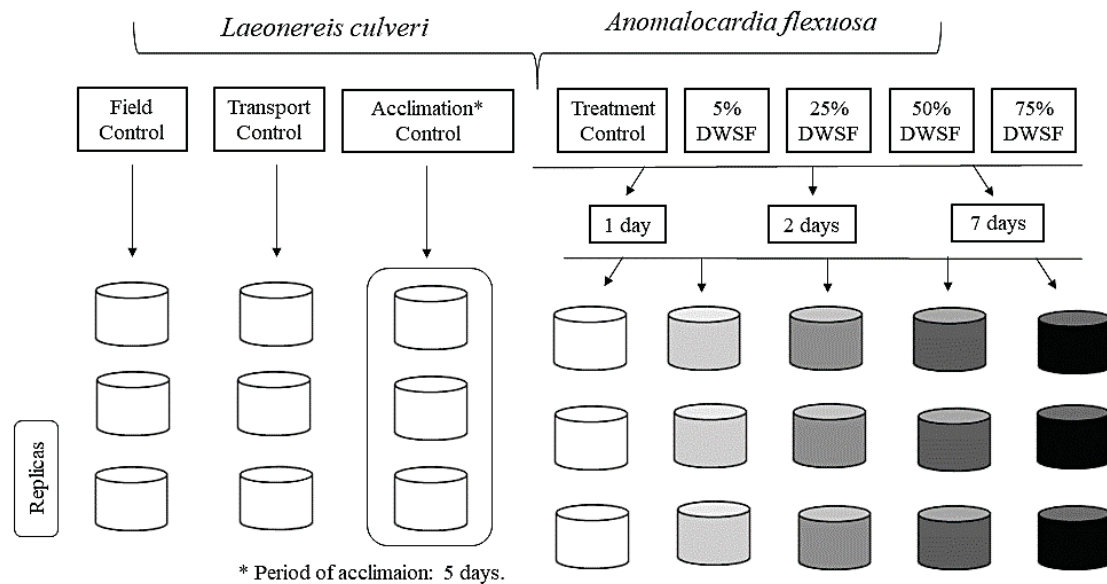 Laeonereis culveri
Anomalocardia flexuosa
Field
Control
Transport
Control
Acclimation*
Control
Treatment
Control
5%
DWSF
25%
DWSF
50%
DWSF
75%
DWSF
1 day
2 days
7 days
Replicas
* Period of acclimaion: 5 days.